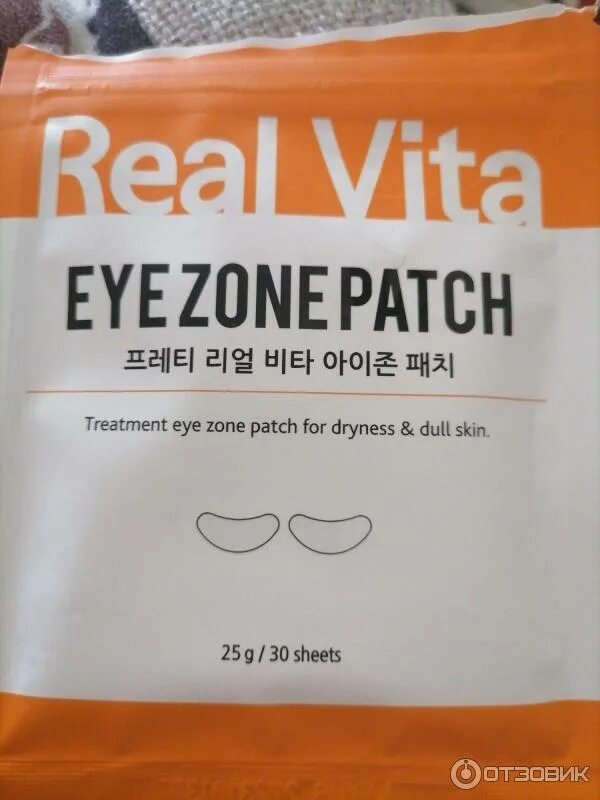 Real Vita
EYE ZONE PATCH
프레티 리얼 비타 아이존 패치
Treatment eye zone patch for dryness & dull skin.
25 g / 30 sheets
ОТЗОВИК